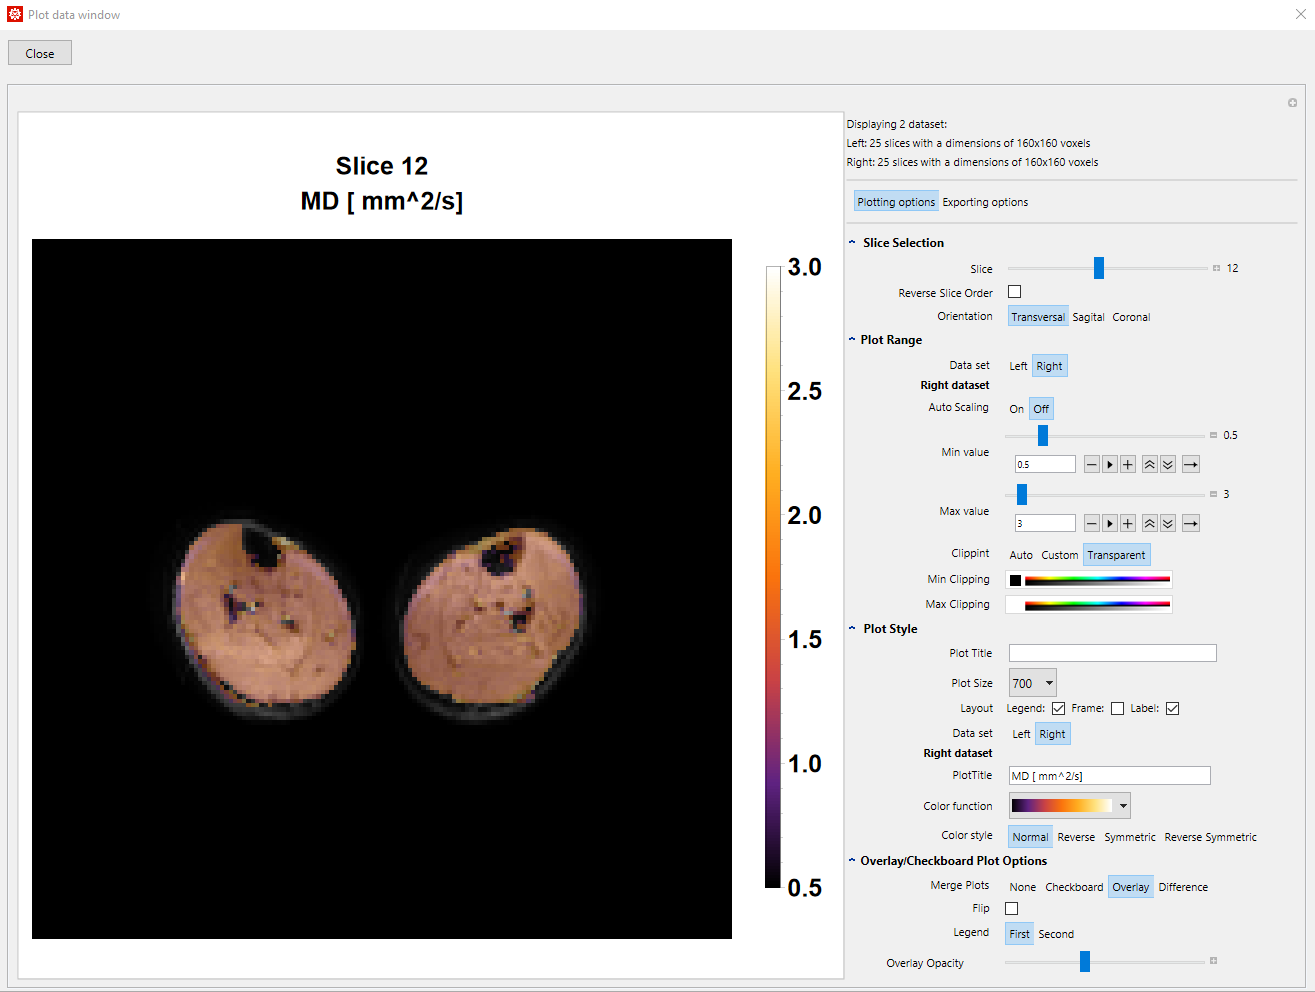 Plot data window
Close
Slice 12
MD [ mm^2/s]
3.0
2.5
2.0
1.5
1.0
0.5
Displaying 2 dataset:
Left: 25 slices with a dimensions of 160x160 voxels
Right: 25 slices with a dimensions of 160x160 voxels
Plotting options Exporting options
Slice Selection
Slice 12
Reverse Slice Order
Orientation Transversal Sagital Coronal
Plot Range
Data set Left Right
Right dataset
Auto Scaling On Off
0.5
Min value
0.5
3
Max value
3
Clippint Auto Custom Transparent
Min Clipping
Max Clipping
Plot Style
Plot Title
Plot Size 700
Layout Legend: Frame: Label:
Data set Left Right
Right dataset
PlotTitle MD [ mm^2/s]
Color function
Color style Normal Reverse Symmetric Reverse Symmetric
Overlay/Checkboard Plot Options
Merge Plots None Checkboard Overlay Difference
Flip
Legend First Second
Overlay Opacity